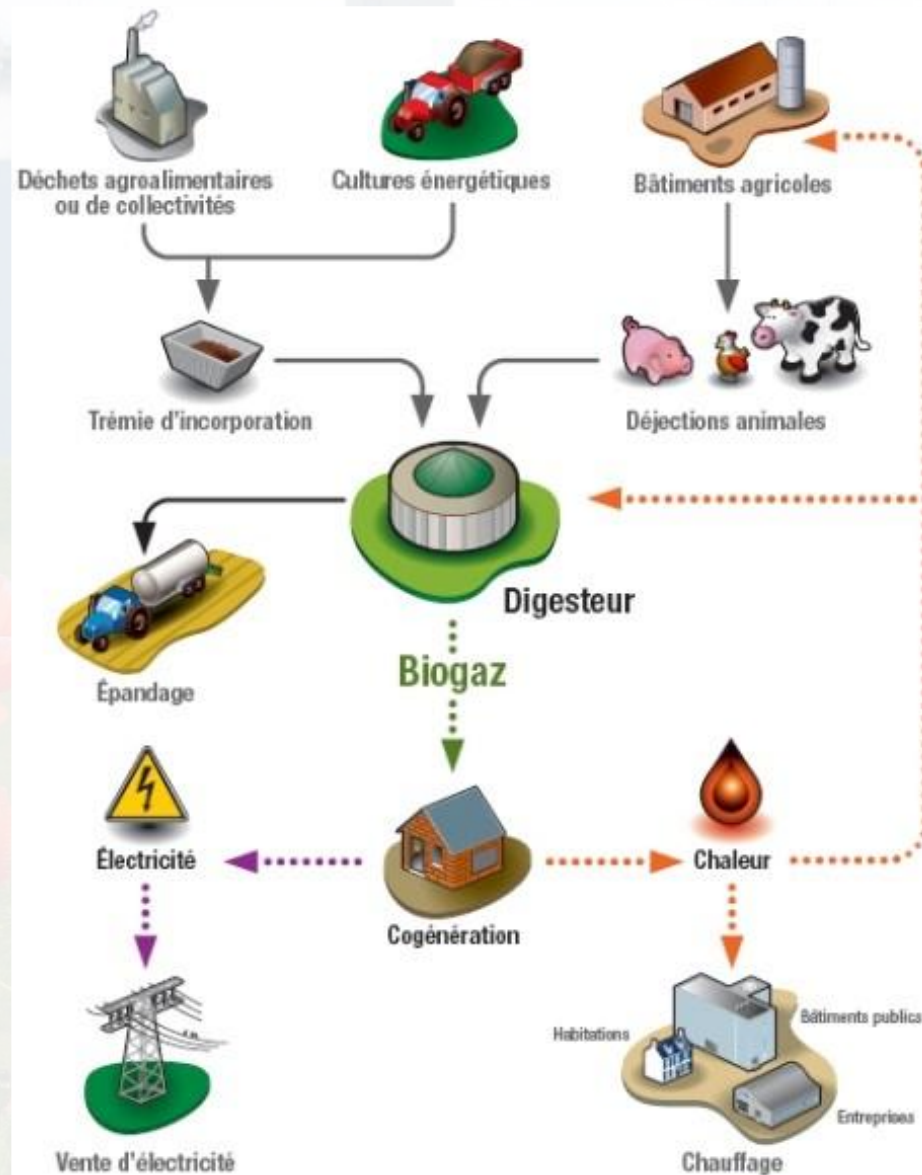 Déchets agroalimentaires
ou de collectivités
Cultures énergétiques
Bâtiments agricoles
Trémie d'incorporation
Déjections animales
Digesteur
Épandage
Biogaz
Électricité
Cogénération
Chaleur
Habitations
Bâtiments publics
Entreprises
Vente d'électricité
Chauffage